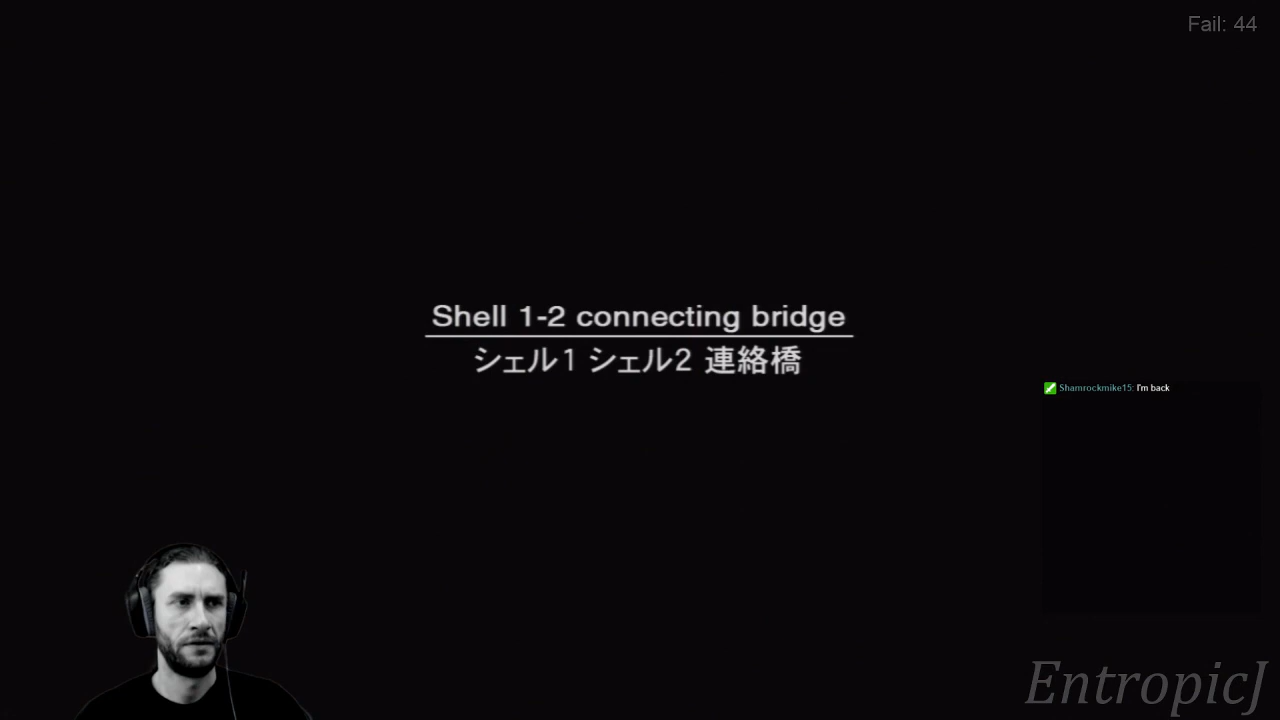 Fail: 44
Shell 1-2 connecting bridge
シェル1 シェル2 連絡橋
Shamrockmike15: I'm back
EntropicJ